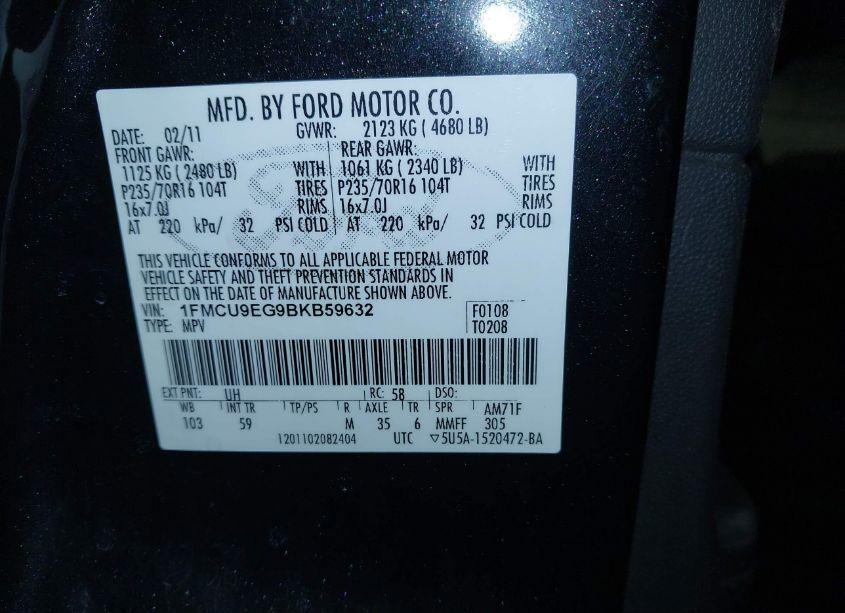 MFD. BY FORD MOTOR CO.
DATE: 02/11 GVWR: 2123 KG ( 4680 LB)
FRONT GAWR: REAR GAWR:
1125 KG ( 2480 LB) WITH 1061 KG ( 2340 LB) WITH
P235/70R16 104T TIRES P235/70R16 104T TIRES
16x7.0J RIMS 16x7.0J RIMS
AT 220 kPa/ 32 PSI COLD AT 220 kPa/ 32 PSI COLD
THIS VEHICLE CONFORMS TO ALL APPLICABLE FEDERAL MOTOR
VEHICLE SAFETY AND THEFT PREVENTION STANDARDS IN
EFFECT ON THE DATE OF MANUFACTURE SHOWN ABOVE.
VIN: 1FMCU9EG9BKB59632 F0108
TYPE: MPV T0208
EXT PNT: UH RC: 58 DSO:
WB INT TR TP/PS R AXLE TR SPR AM71F
103 59 M 35 6 MMFF 305
1201102082404 UTC ▽5U5A-1520472-BA